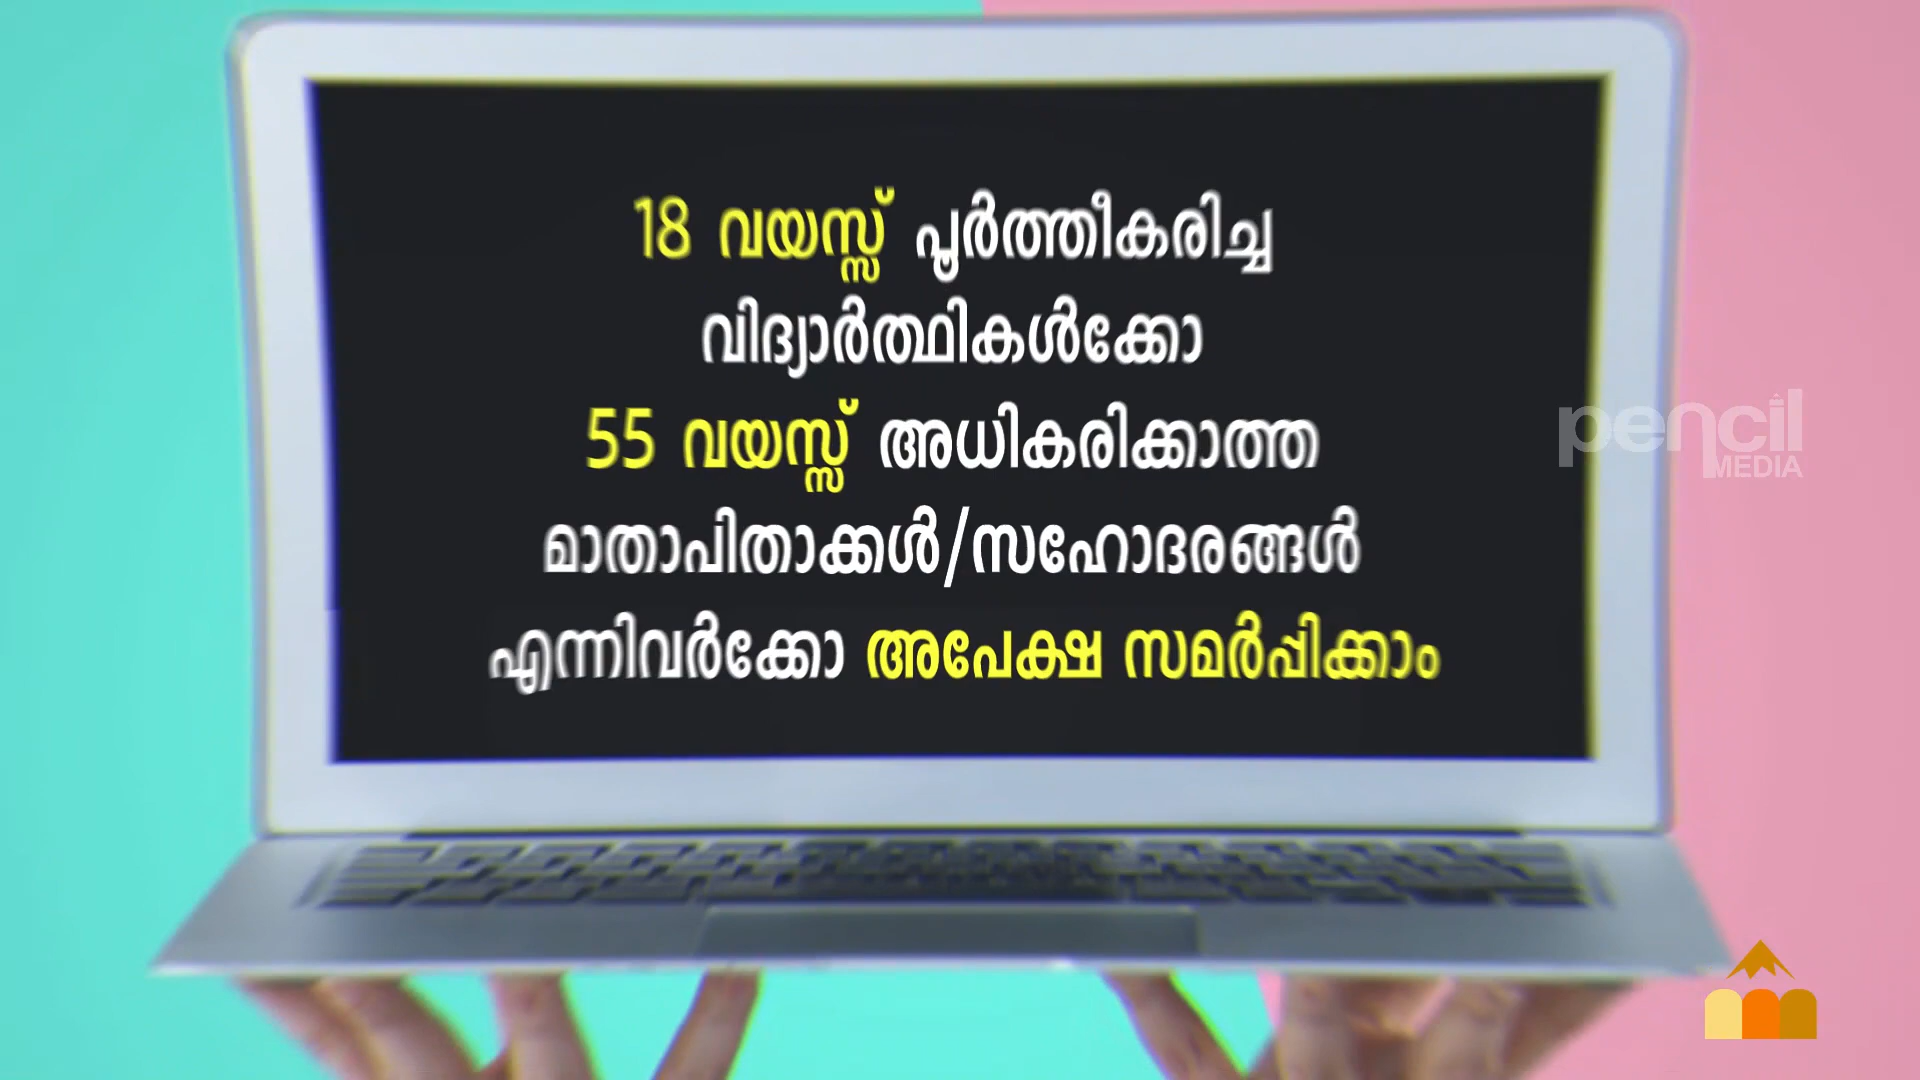 18 വയസ്സ് പൂർത്തീകരിച്ച
വിദ്യാർത്ഥികൾക്കോ
55 വയസ്സ് അധികരിക്കാത്ത
മാതാപിതാക്കൾ/സഹോദരങ്ങൾ
എന്നിവർക്കോ അപേക്ഷ സമർപ്പിക്കാം
pencil
MEDIA